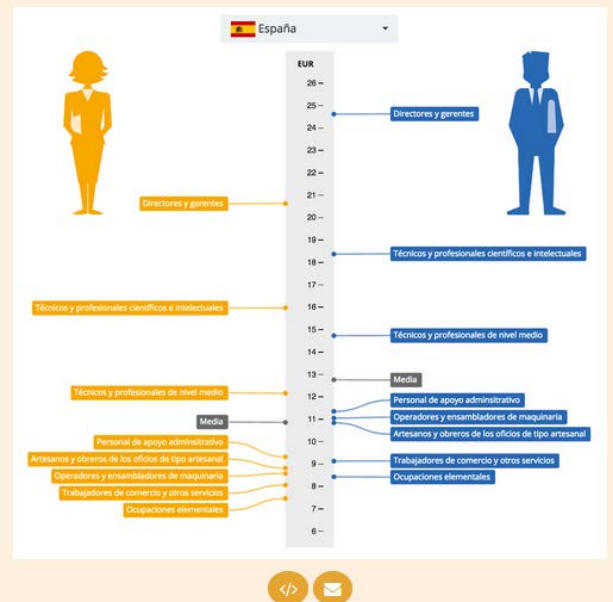 España
EUR
26
25
24
23
22
21
20
19
18
17
16
15
14
13
12
11
10
9
8
7
6
Directores y gerentes
Técnicos y profesionales científicos e intelectuales
Técnicos y profesionales de nivel medio
Media
Personal de apoyo adminsitrativo
Artesanos y obreros de los oficios de tipo artesanal
Operadores y ensambladores de maquinaria
Trabajadores de comercio y otros servicios
Ocupaciones elementales
Directores y gerentes
Técnicos y profesionales científicos e intelectuales
Técnicos y profesionales de nivel medio
Media
Personal de apoyo adminsitrativo
Operadores y ensambladores de maquinaria
Artesanos y obreros de los oficios de tipo artesanal
Trabajadores de comercio y otros servicios
Ocupaciones elementales